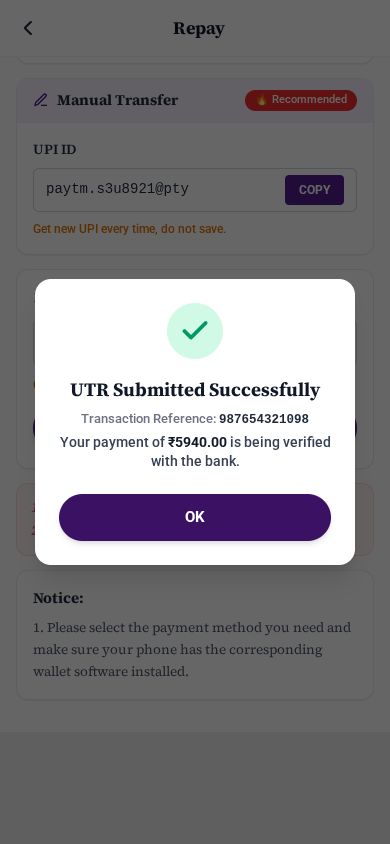 Repay
Manual Transfer
🔥 Recommended
UPI ID
paytm.s3u8921@pty
COPY
Get new UPI every time, do not save.
UTR Submitted Successfully
Transaction Reference: 987654321098
Your payment of ₹5940.00 is being verified
with the bank.
OK
Notice:
1. Please select the payment method you need and
make sure your phone has the corresponding
wallet software installed.